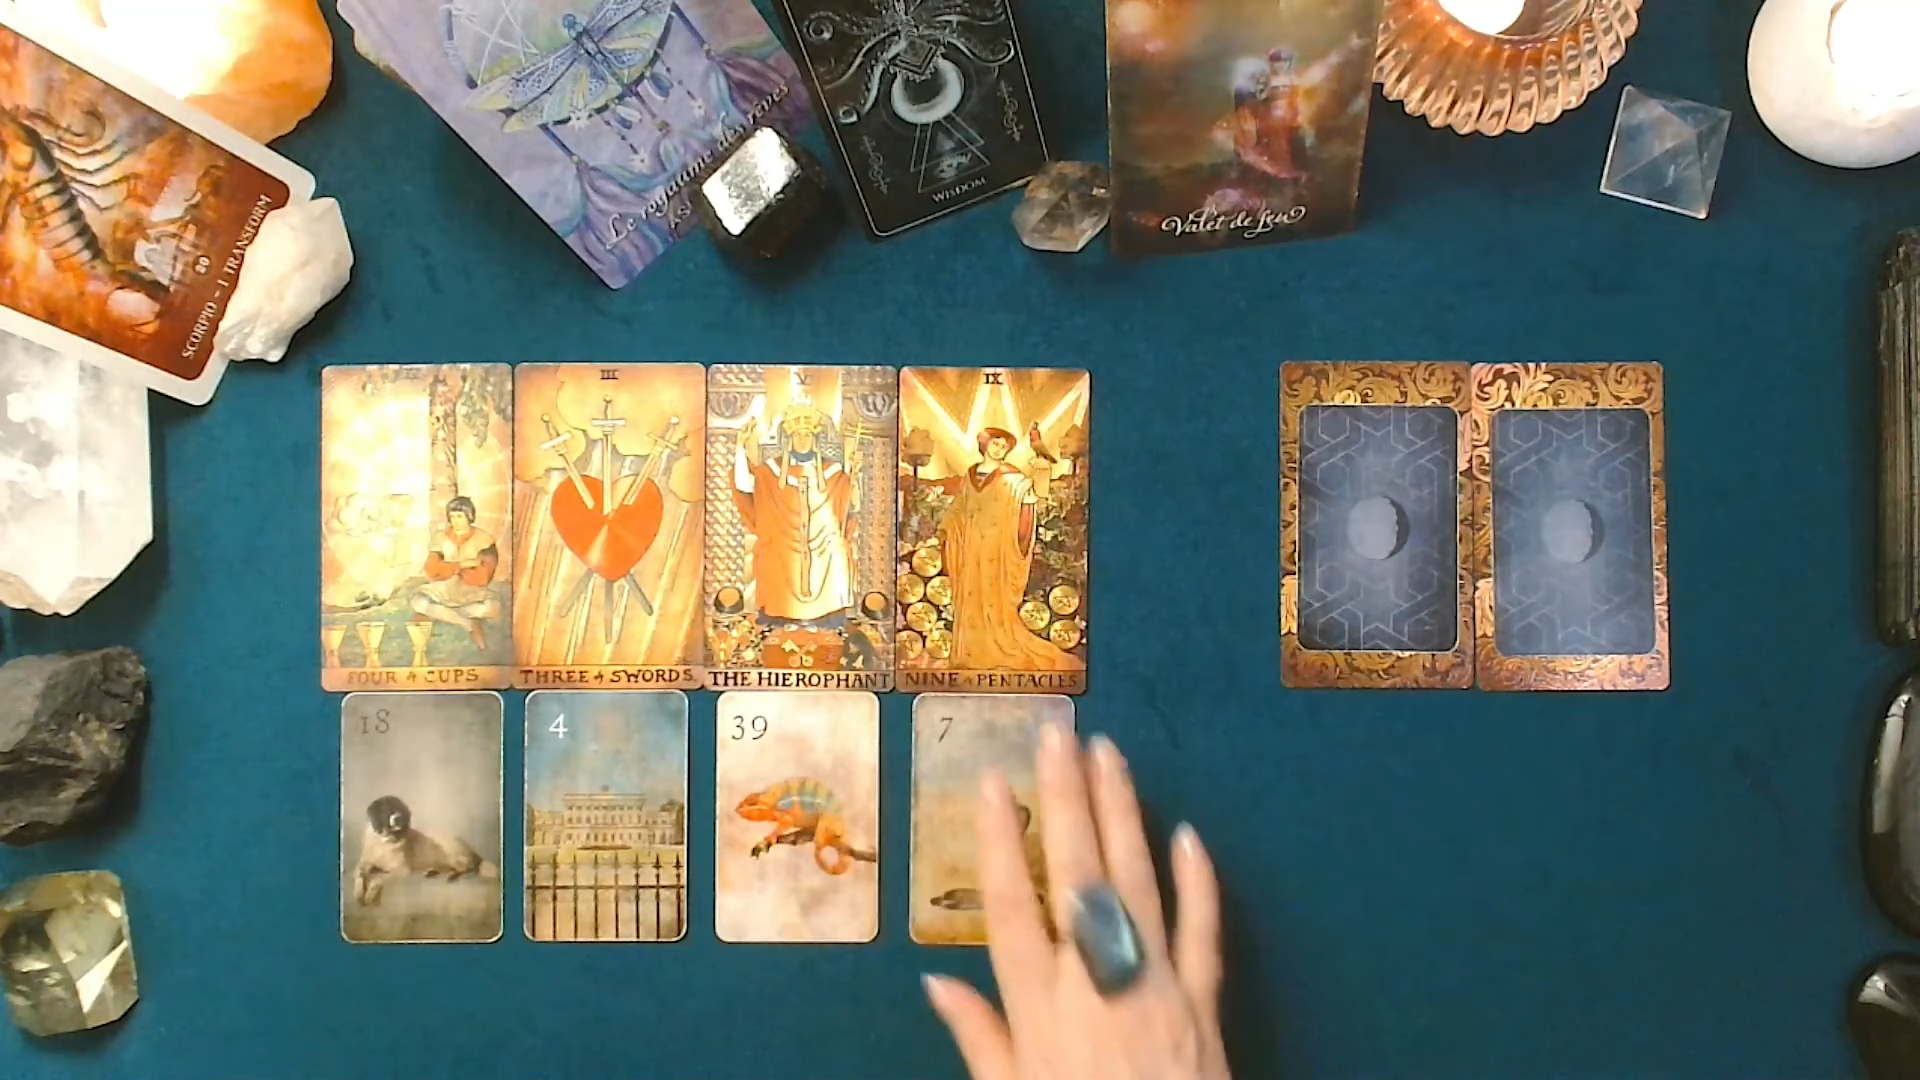 SCORPIO - I TRANSFORM
20
Le royaume des rêves
WISDOM
Valet de feu
III
V
IX
FOUR of CUPS
THREE of SWORDS
THE HIEROPHANT
NINE of PENTACLES
18
4
39
7